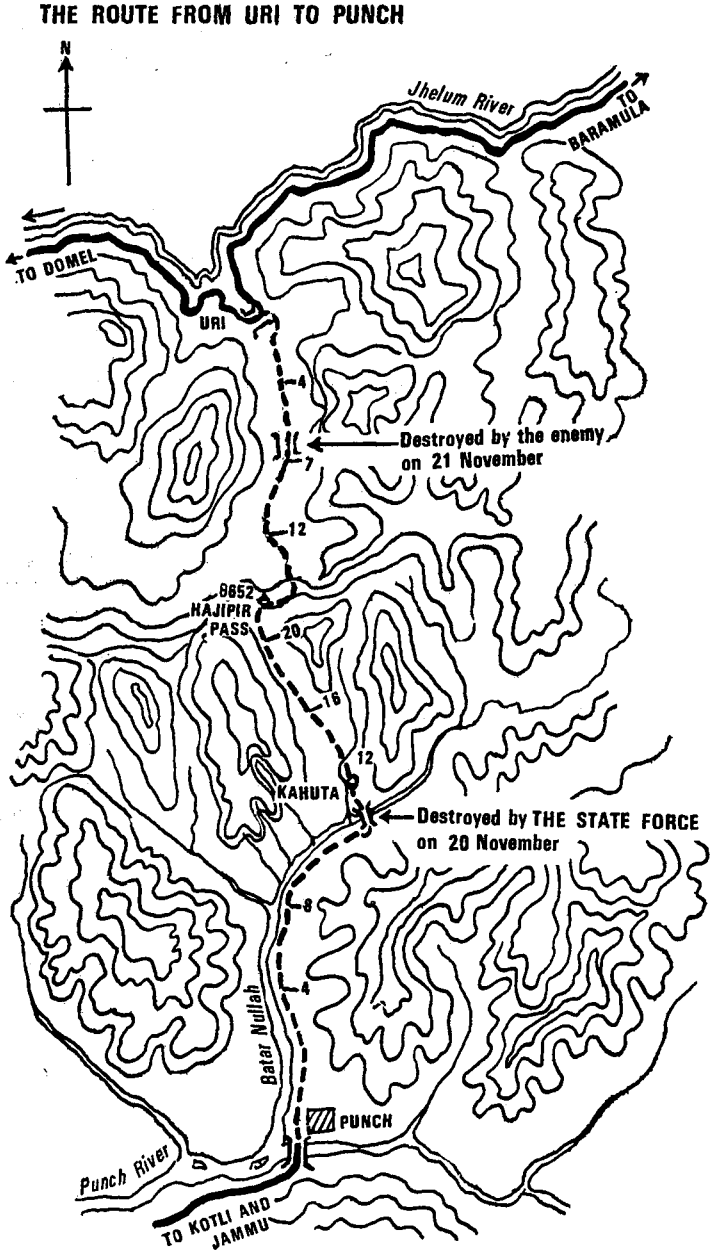 THE ROUTE FROM URI TO PUNCH
N
Jhelum River
TO
BARAMULA
TO DOMEL
URI
4
Destroyed by the enemy
on 21 November
7
12
8652
HAJIPIR
PASS
20
16
12
KAHUTA
Destroyed by THE STATE FORCE
on 20 November
8
4
Batar Nullah
PUNCH
Punch River
TO KOTLI AND
JAMMU